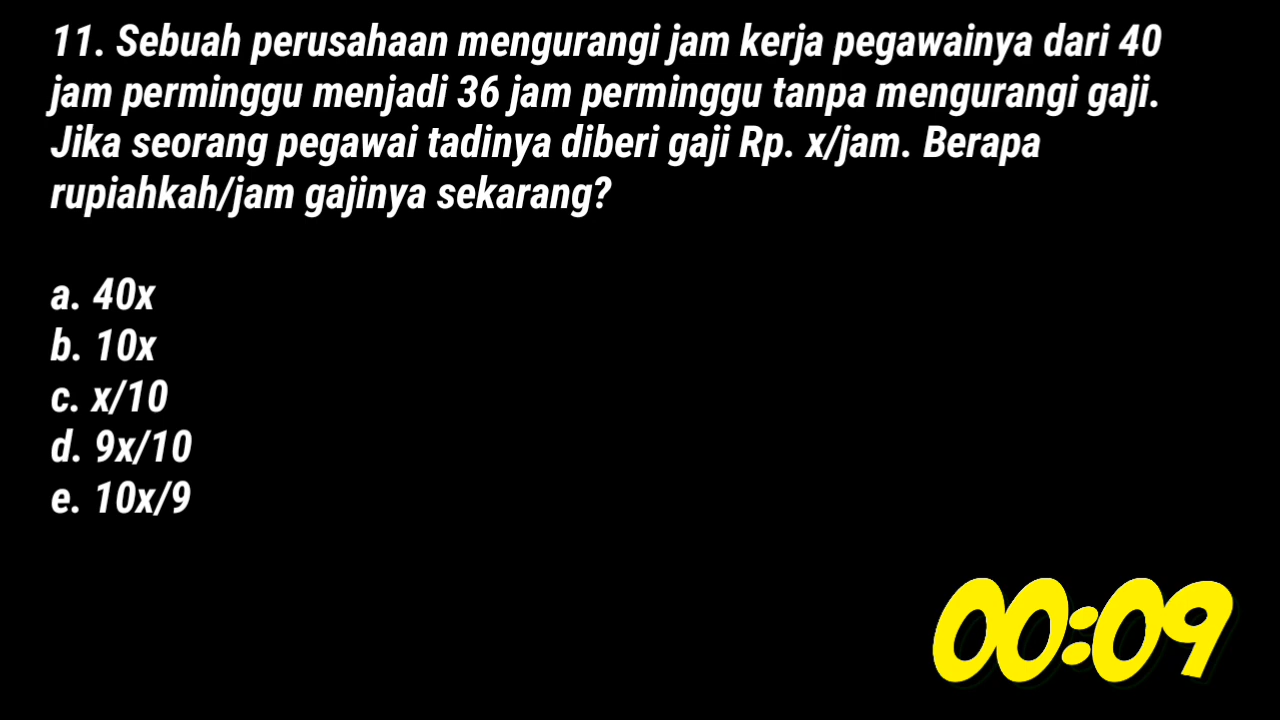 11. Sebuah perusahaan mengurangi jam kerja pegawainya dari 40
jam perminggu menjadi 36 jam perminggu tanpa mengurangi gaji.
Jika seorang pegawai tadinya diberi gaji Rp. x/jam. Berapa
rupiahkah/jam gajinya sekarang?
a. 40x
b. 10x
c. x/10
d. 9x/10
e. 10x/9
00:09